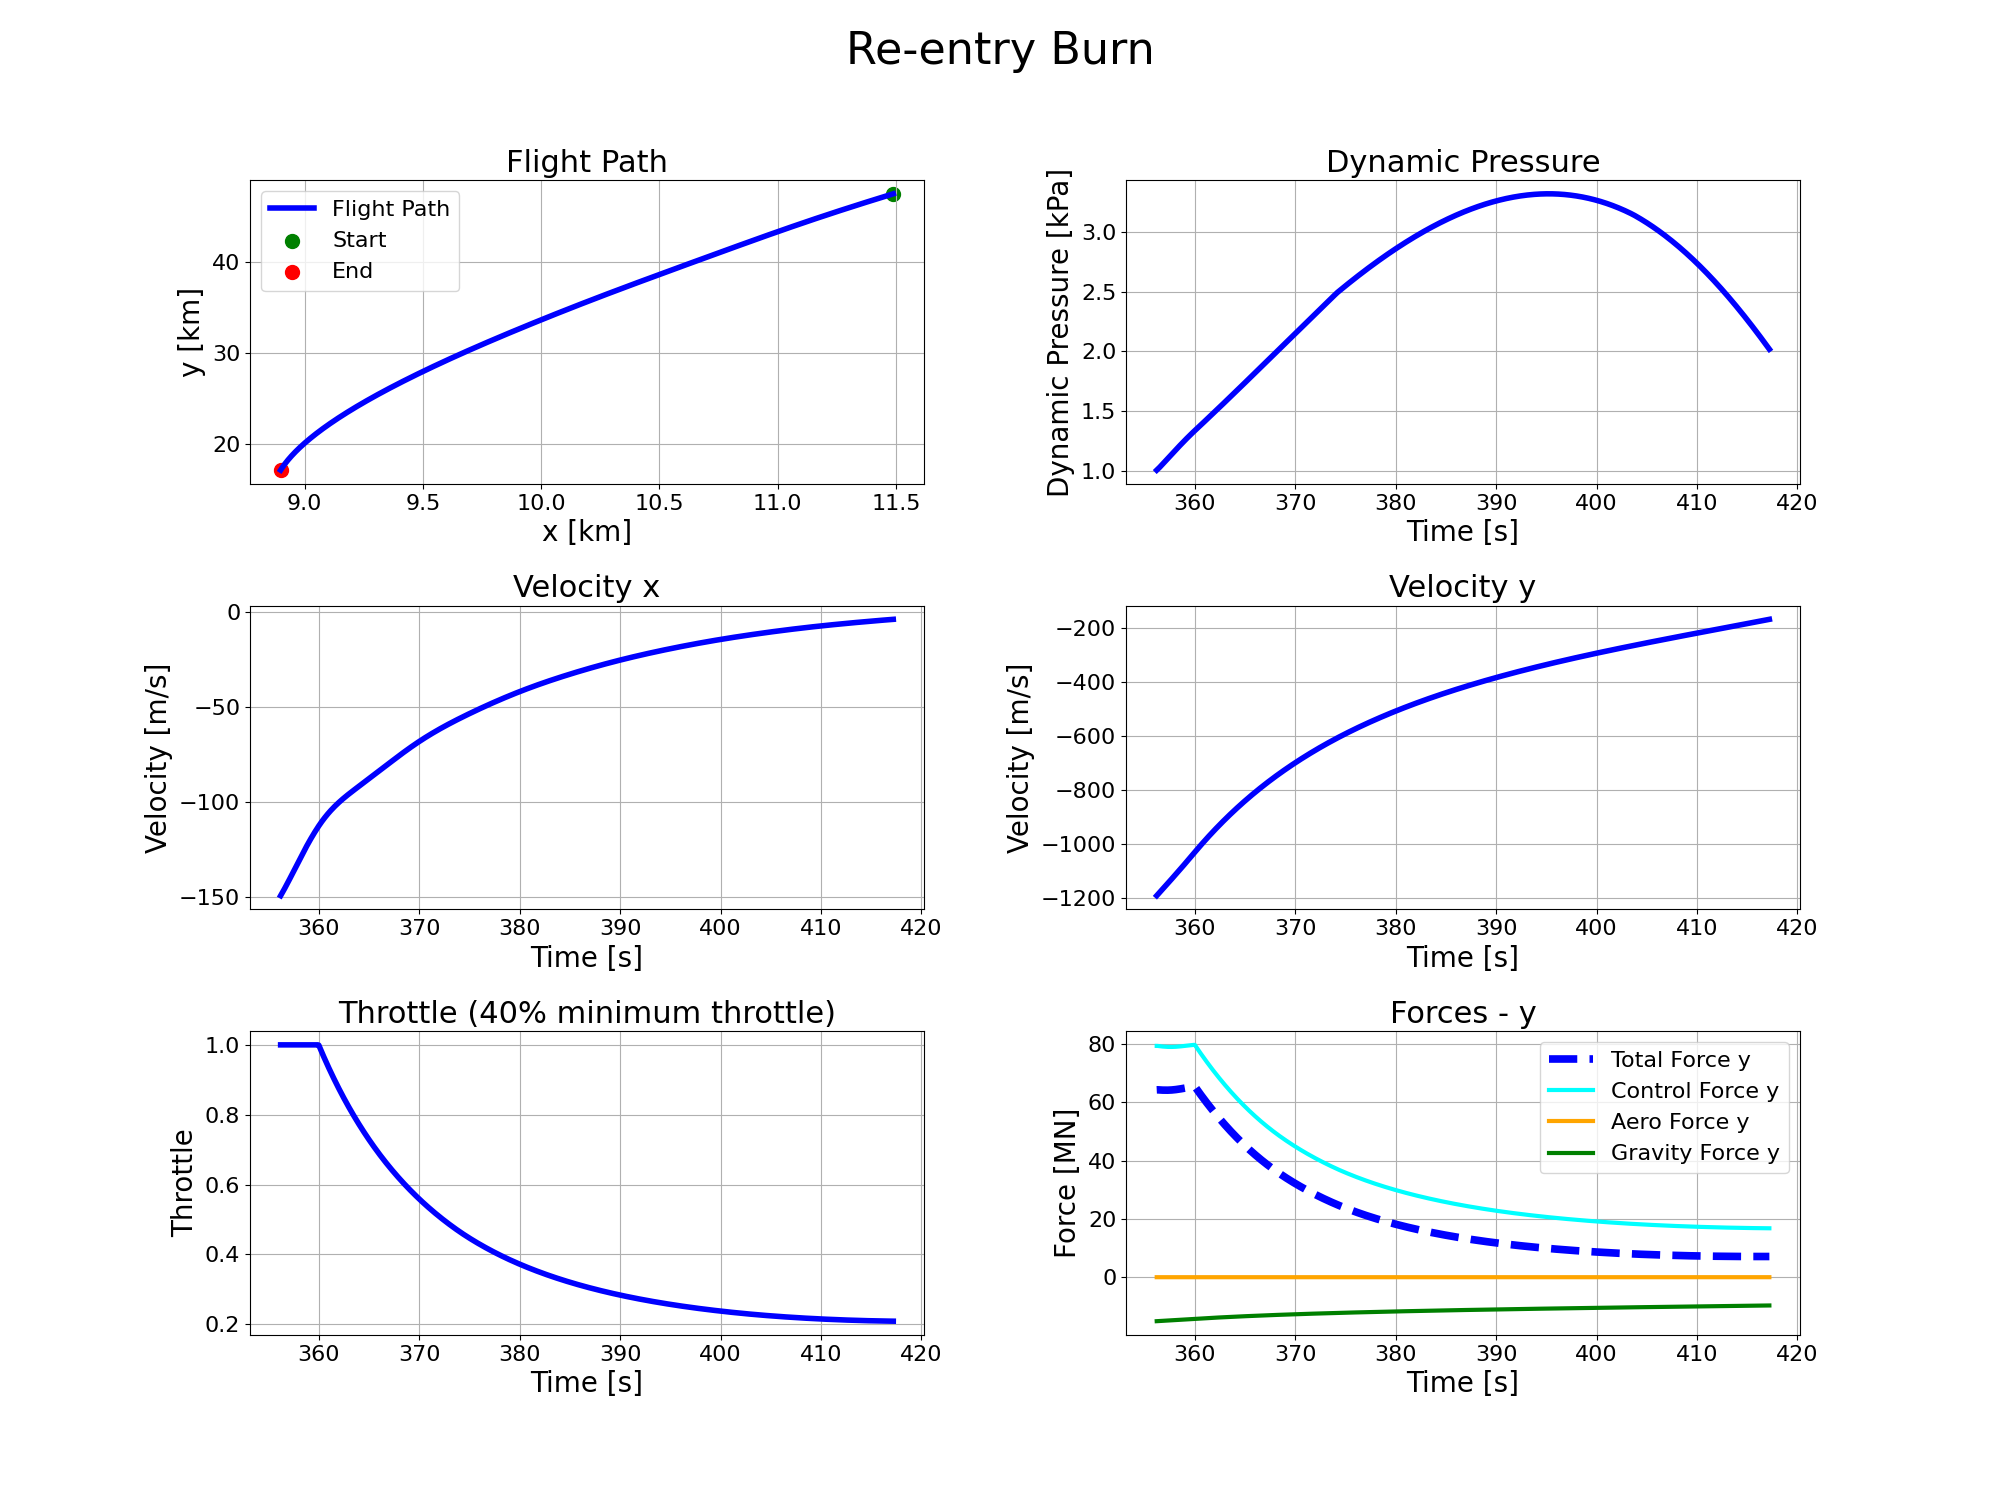 Re-entry Burn
Flight Path
y [km]
40
30
20
Flight Path
Start
End
9.0 9.5 10.0 10.5 11.0 11.5
x [km]
Dynamic Pressure
Dynamic Pressure [kPa]
3.0
2.5
2.0
1.5
1.0
360 370 380 390 400 410 420
Time [s]
Velocity x
Velocity [m/s]
0
−50
−100
−150
360 370 380 390 400 410 420
Time [s]
Velocity y
Velocity [m/s]
−200
−400
−600
−800
−1000
−1200
360 370 380 390 400 410 420
Time [s]
Throttle (40% minimum throttle)
Throttle
1.0
0.8
0.6
0.4
0.2
360 370 380 390 400 410 420
Time [s]
Forces - y
Force [MN]
80
60
40
20
0
Total Force y
Control Force y
Aero Force y
Gravity Force y
360 370 380 390 400 410 420
Time [s]